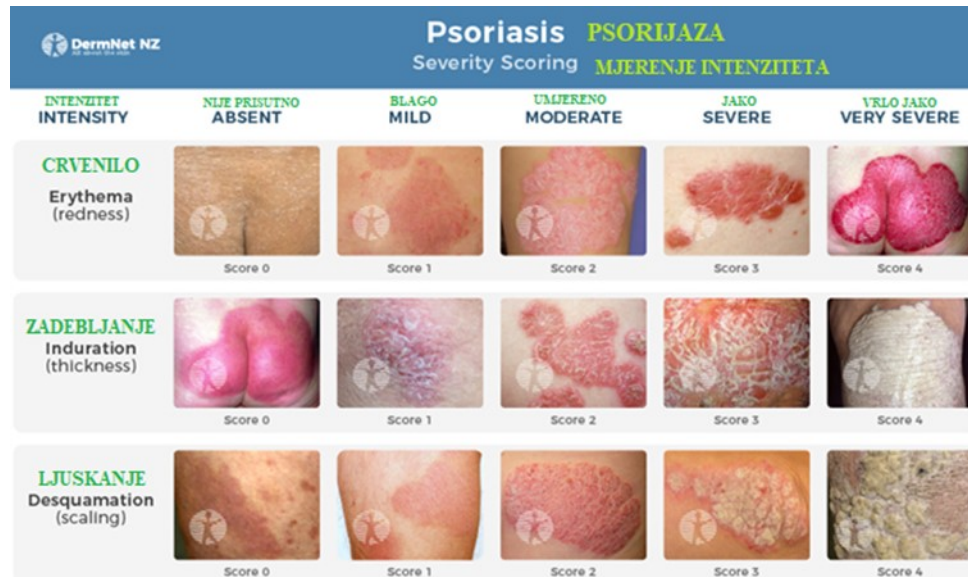 DermNet NZ
Psoriasis PSORIJAZA
Severity Scoring MJERENJE INTENZITETA
INTENZITET NIJE PRISUTNO BLAGO UMJERENO JAKO VRLO JAKO
INTENSITY ABSENT MILD MODERATE SEVERE VERY SEVERE
CRVENILO
Erythema
(redness)
Score 0 Score 1 Score 2 Score 3 Score 4
ZADEBLJANJE
Induration
(thickness)
Score 0 Score 1 Score 2 Score 3 Score 4
LJUSKANJE
Desquamation
(scaling)
Score 0 Score 1 Score 2 Score 3 Score 4